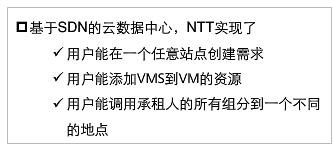 基于SDN的云数据中心，NTT实现了
✓ 用户能在一个任意站点创建需求
✓ 用户能添加VMS到VM的资源
✓ 用户能调用承租人的所有组分到一个不同
的地点